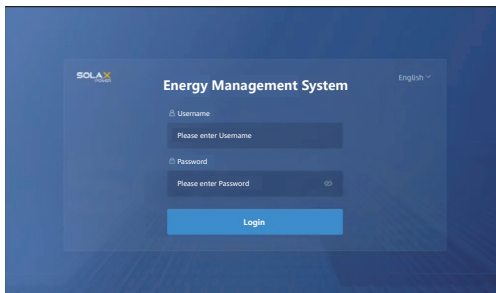 SOLAX
POWER
English
Energy Management System
Username
Please enter Username
Password
Please enter Password
Login